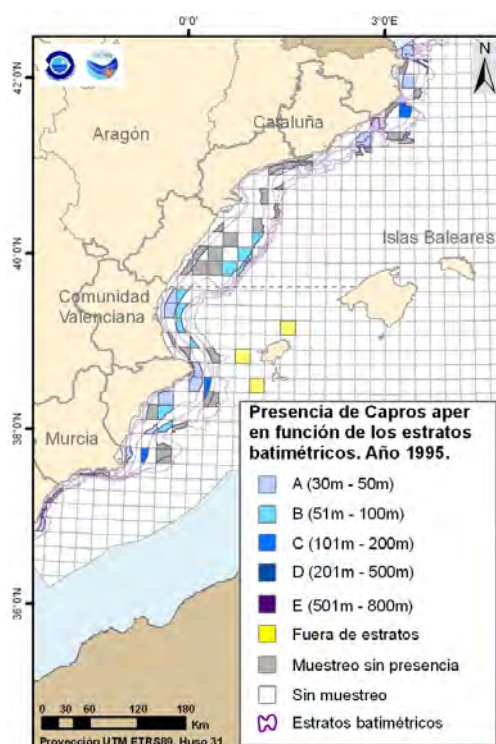 0°0'
3°0'E
42°0'N
N
Cataluña
Aragón
40°0'N
Islas Baleares
Comunidad
Valenciana
38°0'N
Murcia
36°0'N
Presencia de Capros aper
en función de los estratos
batimétricos. Año 1995.
A (30m - 50m)
B (51m - 100m)
C (101m - 200m)
D (201m - 500m)
E (501m - 800m)
Fuera de estratos
Muestreo sin presencia
Sin muestreo
Estratos batimétricos
0 30 60 120 180
Km
Proyección UTM ETRS89. Huso 31